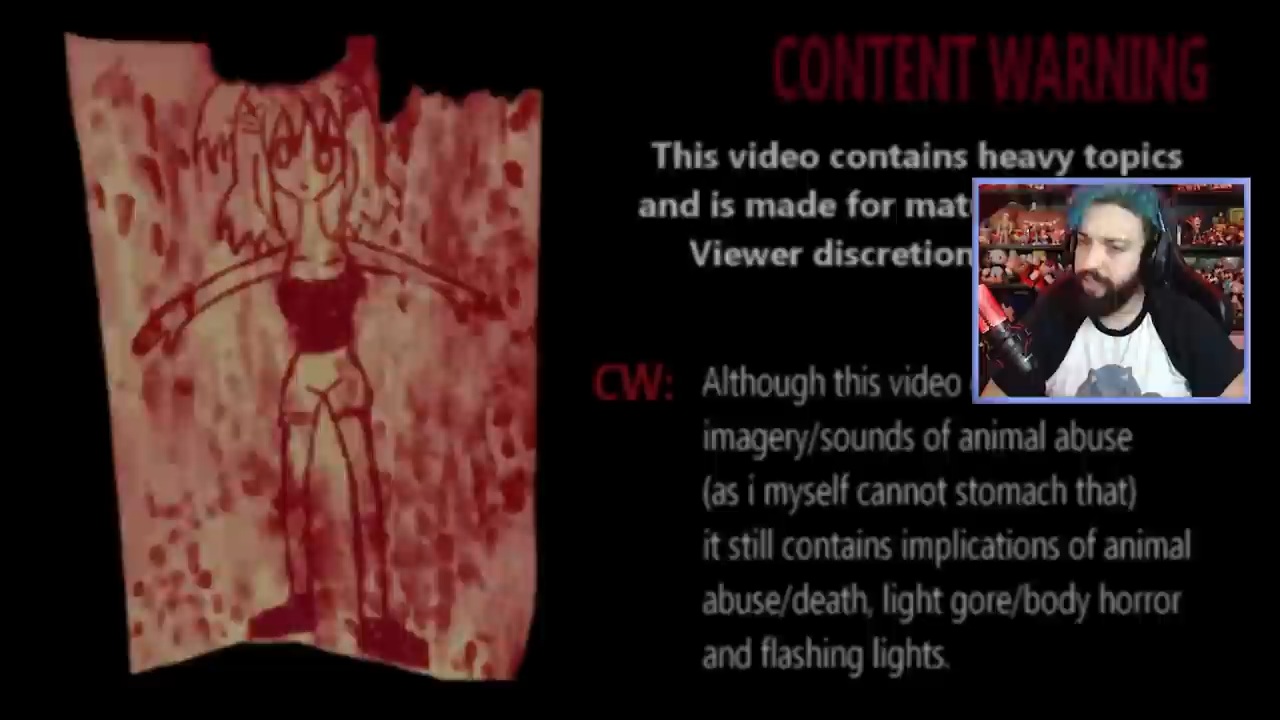 CONTENT WARNING
This video contains heavy topics
and is made for mat
Viewer discretion
CW: Although this video
imagery/sounds of animal abuse
(as i myself cannot stomach that)
it still contains implications of animal
abuse/death, light gore/body horror
and flashing lights.